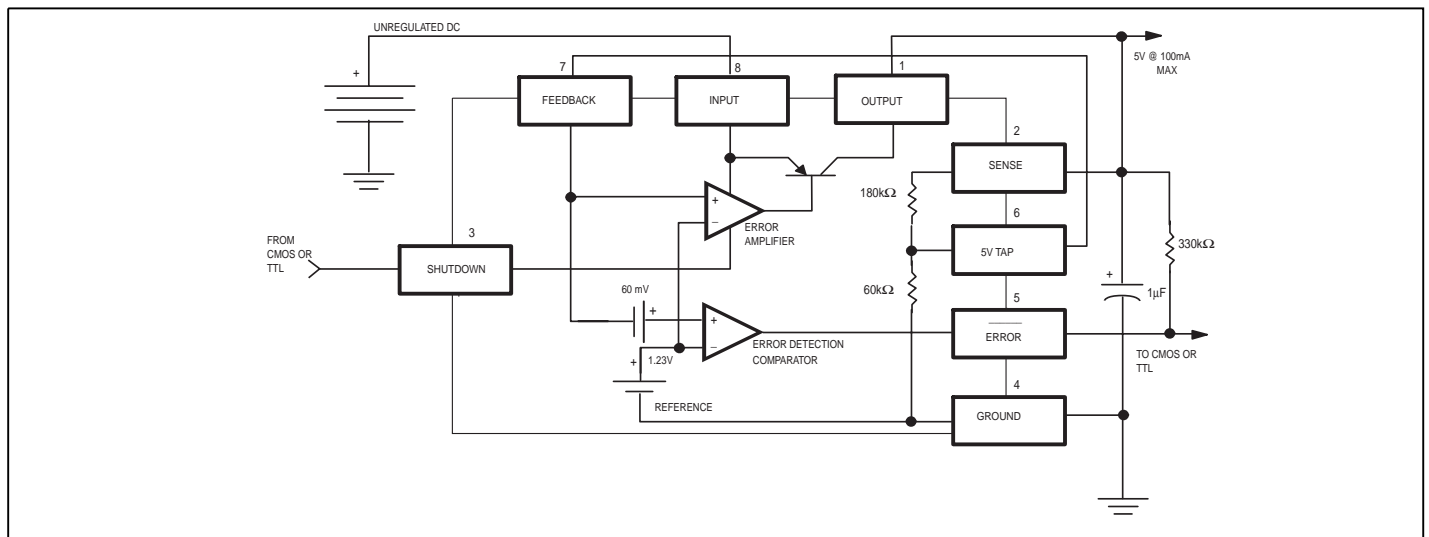 UNREGULATED DC
+
5V @ 100mA
MAX
7
8
1
FEEDBACK
INPUT
OUTPUT
2
SENSE
180kΩ
+
–
ERROR
AMPLIFIER
6
5V TAP
330kΩ
3
FROM
CMOS OR
TTL
SHUTDOWN
60kΩ
+
1µF
60 mV
+
+
–
ERROR DETECTION
COMPARATOR
5
ERROR
TO CMOS OR
TTL
+
1.23V
REFERENCE
4
GROUND